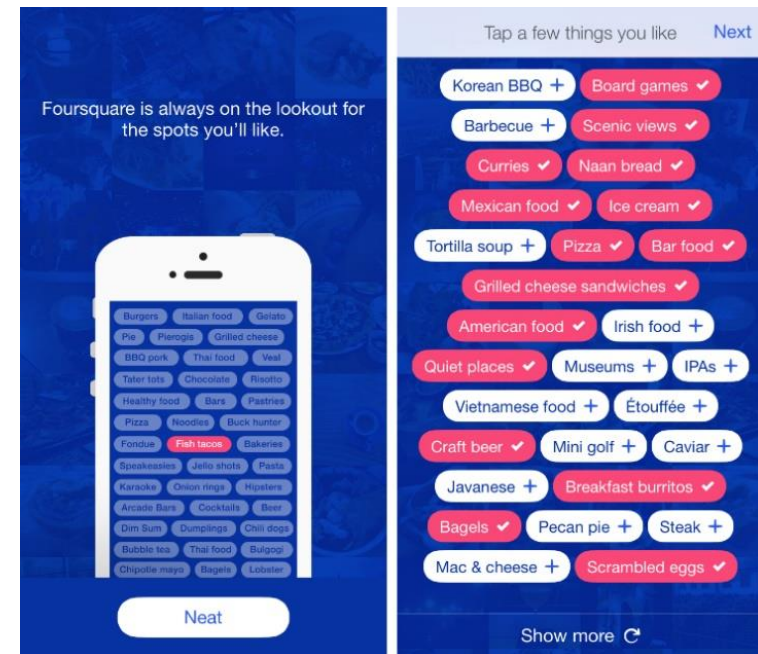 Foursquare is always on the lookout for
the spots you'll like.
Burgers Italian food Gelato
Pie Pierogis Grilled cheese
BBQ pork Thai food Veal
Tater tots Chocolate Risotto
Healthy food Bars Pastries
Pizza Noodles Buck hunter
Fondue Fish tacos Bakeries
Speakeasies Jello shots Pasta
Karaoke Onion rings Hipsters
Arcade Bars Cocktails Beer
Dim Sum Dumplings Chili dogs
Bubble tea Thai food Bulgogi
Chipotle mayo Bagels Lobster
Neat
Tap a few things you like Next
Korean BBQ + Board games ✓
Barbecue + Scenic views ✓
Curries ✓ Naan bread ✓
Mexican food ✓ Ice cream ✓
Tortilla soup + Pizza ✓ Bar food ✓
Grilled cheese sandwiches ✓
American food ✓ Irish food +
Quiet places ✓ Museums + IPAs +
Vietnamese food + Étouffée +
Craft beer ✓ Mini golf + Caviar +
Javanese + Breakfast burritos ✓
Bagels ✓ Pecan pie + Steak +
Mac & cheese + Scrambled eggs ✓
Show more